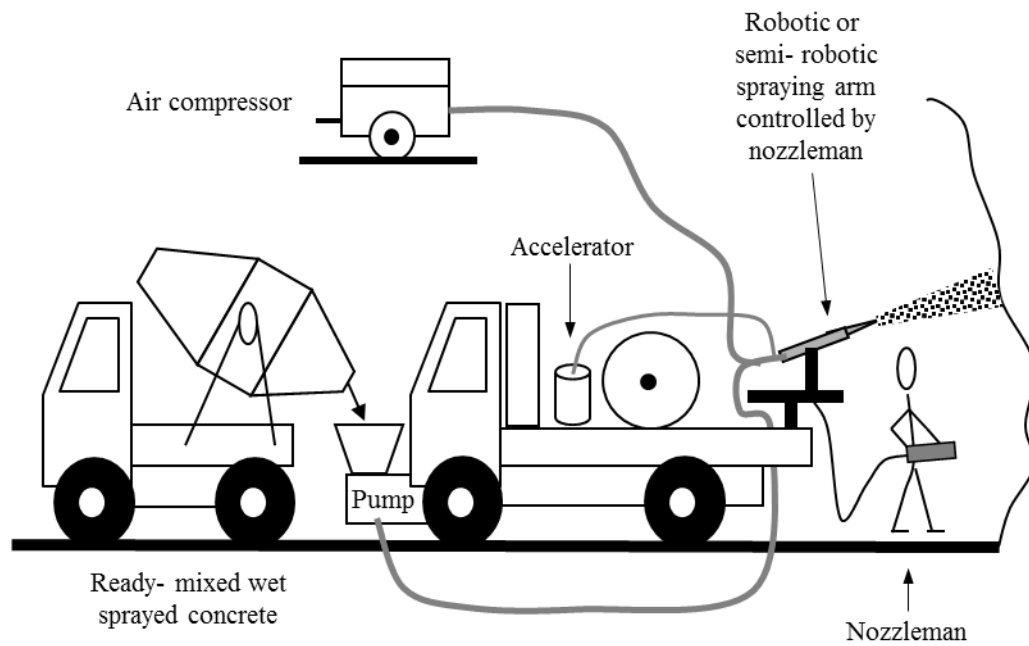 Robotic or
semi- robotic
spraying arm
controlled by
nozzleman
Air compressor
Accelerator
Pump
Ready- mixed wet
sprayed concrete
Nozzleman